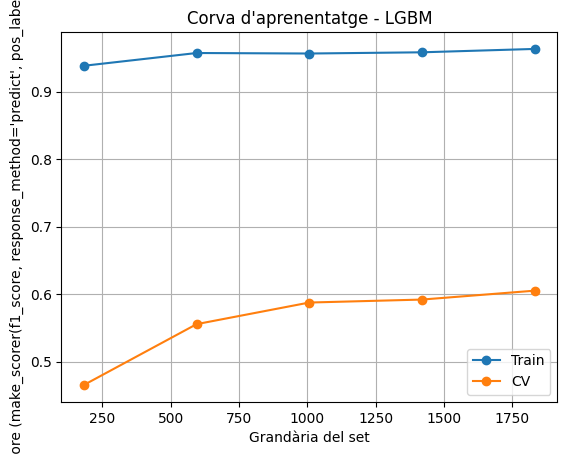 Corva d'aprenentatge - LGBM
ore (make_scorer(f1_score, response_method='predict', pos_labe
0.9
0.8
0.7
0.6
0.5
250
500
750
1000
1250
1500
1750
Train
CV
Grandària del set